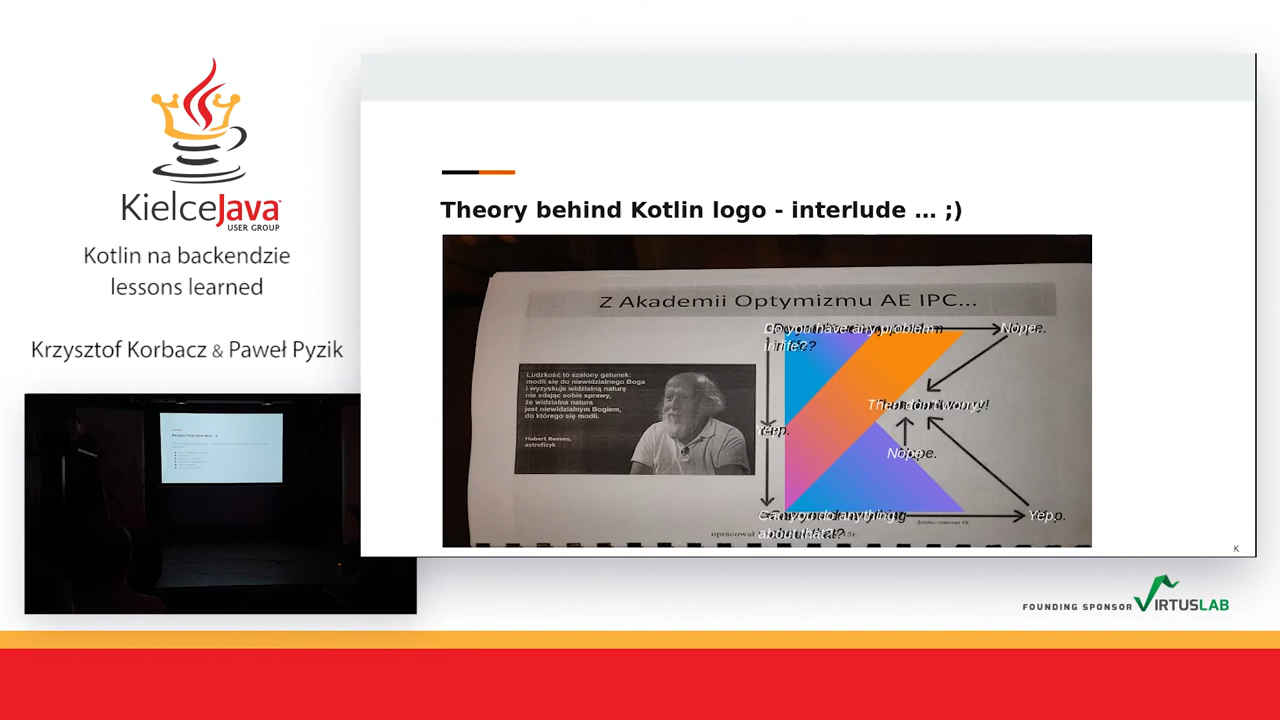 KielceJava
USER GROUP
Kotlin na backendzie
lessons learned
Krzysztof Korbacz & Paweł Pyzik
Theory behind Kotlin logo - interlude ... ;)
Z Akademii Optymizmu AE IPC...
Ludzkość to szalony gatunek:
modli się do niewidzialnego Boga
i wyzyskuje widzialną naturę
nie zdając sobie sprawy,
że widzialna natura
jest niewidzialnym Bogiem,
do którego się modli.
Hubert Reeves,
astrofizyk
Do you have any problem
in life?
Nope.
Then don't worry!
Yep.
Nope.
Can you do anything
about that?
Yep.
opracował
K
FOUNDING SPONSOR VIRTUSLAB